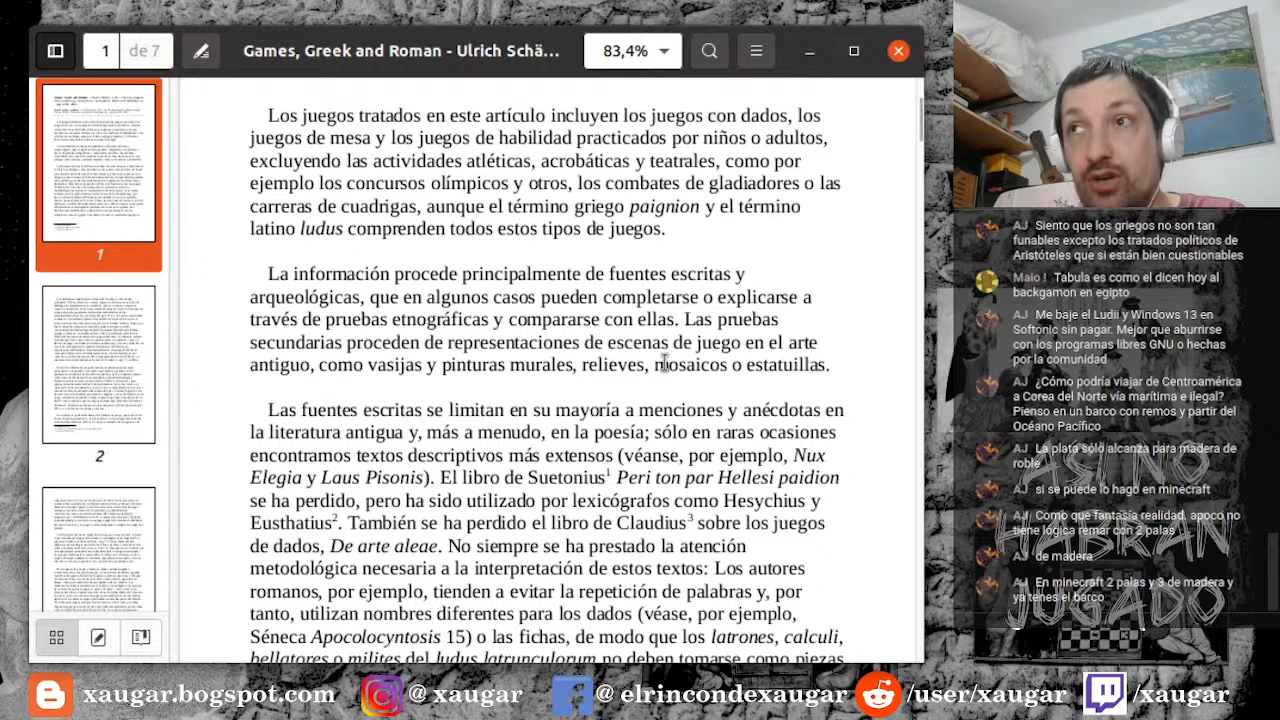 1
de 7
Games, Greek and Roman - Ulrich Schä...
83,4%
Los juegos tratados en este artículo incluyen los juegos con dados, los
juegos de mesa y los juegos de habilidad practicados por niños y adultos,
excluyendo las actividades atléticas, acrobáticas y teatrales, como por
ejemplo los concursos olímpicos y otros, los combates de gladiadores o las
carreras de cuadrigas, aunque el término griego paignion y el término
latino ludus comprenden todos estos tipos de juegos.
La información procede principalmente de fuentes escritas y
arqueológicas, que en algunos casos pueden completarse o explicarse a
través de pruebas etnográficas y compararse con ellas. Las pruebas
secundarias proceden de representaciones de escenas de juego en el arte
antiguo, como vasijas y pinturas murales, relieves, mosaicos o estatuillas.
Las fuentes escritas se limitan en su mayoría a menciones y anécdotas en
la literatura antigua y, más a menudo, en la poesía; sólo en raras ocasiones
encontramos textos descriptivos más extensos (véanse, por ejemplo, Nux
Elegia y Laus Pisonis). El libro de Suetonius1 Peri ton par Hellesi paidion
se ha perdido, pero ha sido utilizado por lexicógrafos como Hesychius y
Eusthatius2. También se ha perdido el libro de Claudius3 sobre los juegos
de dados, De arte aleae. No siempre se ha prestado la atención
metodológica necesaria a la interpretación de estos textos: Los autores
romanos, por ejemplo, tienden a evitar la repetición de palabras y, por
tanto, utilizan nombres diferentes para los dados (véase, por ejemplo,
Séneca Apocolocyntosis 15) o las fichas, de modo que los latrones, calculi,
bellatores o milites del ludus latrunculorum no deben tomarse como piezas
1
2
AJ Siento que los griegos no son tan
funables excepto los tratados políticos de
Aristóteles que si están bien cuestionables
Malo ! Tabula es como el dicen hoy al
backgamon en egipto
AJ Me baje el Ludii y Windows 13 en
Softonic sin pagar. Mejor que aburrirse
con los programas libres GNU o hechas
por la comunidad
AJ ¿Cómo podría viajar de Centroamérica
a Corea del Norte vía marítima e ilegal?
Pienso en un barco con remos y partir del
Océano Pacífico
AJ La plata sólo alcanza para madera de
roble
AJ si se puede lo hago en minecraft
AJ Como que fantasía realidad, apoco no
tiene lógica remar con 2 palas
AJ de madera
AJ En minecraft 2 palas y 3 de madera y
ya tenes el barco
JUGADO
xaugar.bogspot.com
@ xaugar
@ elrincondexaugar
/user/xaugar
/xaugar